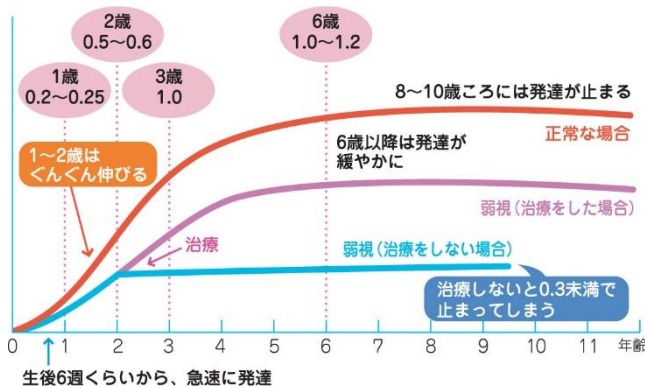 2歳
0.5～0.6
1歳
0.2～0.25
3歳
1.0
6歳
1.0～1.2
8～10歳ころには発達が止まる
正常な場合
1～2歳は
ぐんぐん伸びる
6歳以降は発達が
緩やかに
弱視(治療をした場合)
治療
弱視(治療をしない場合)
治療しないと0.3未満で
止まってしまう
0 1 2 3 4 5 6 7 8 9 10 11 年齢
生後6週くらいから、急速に発達